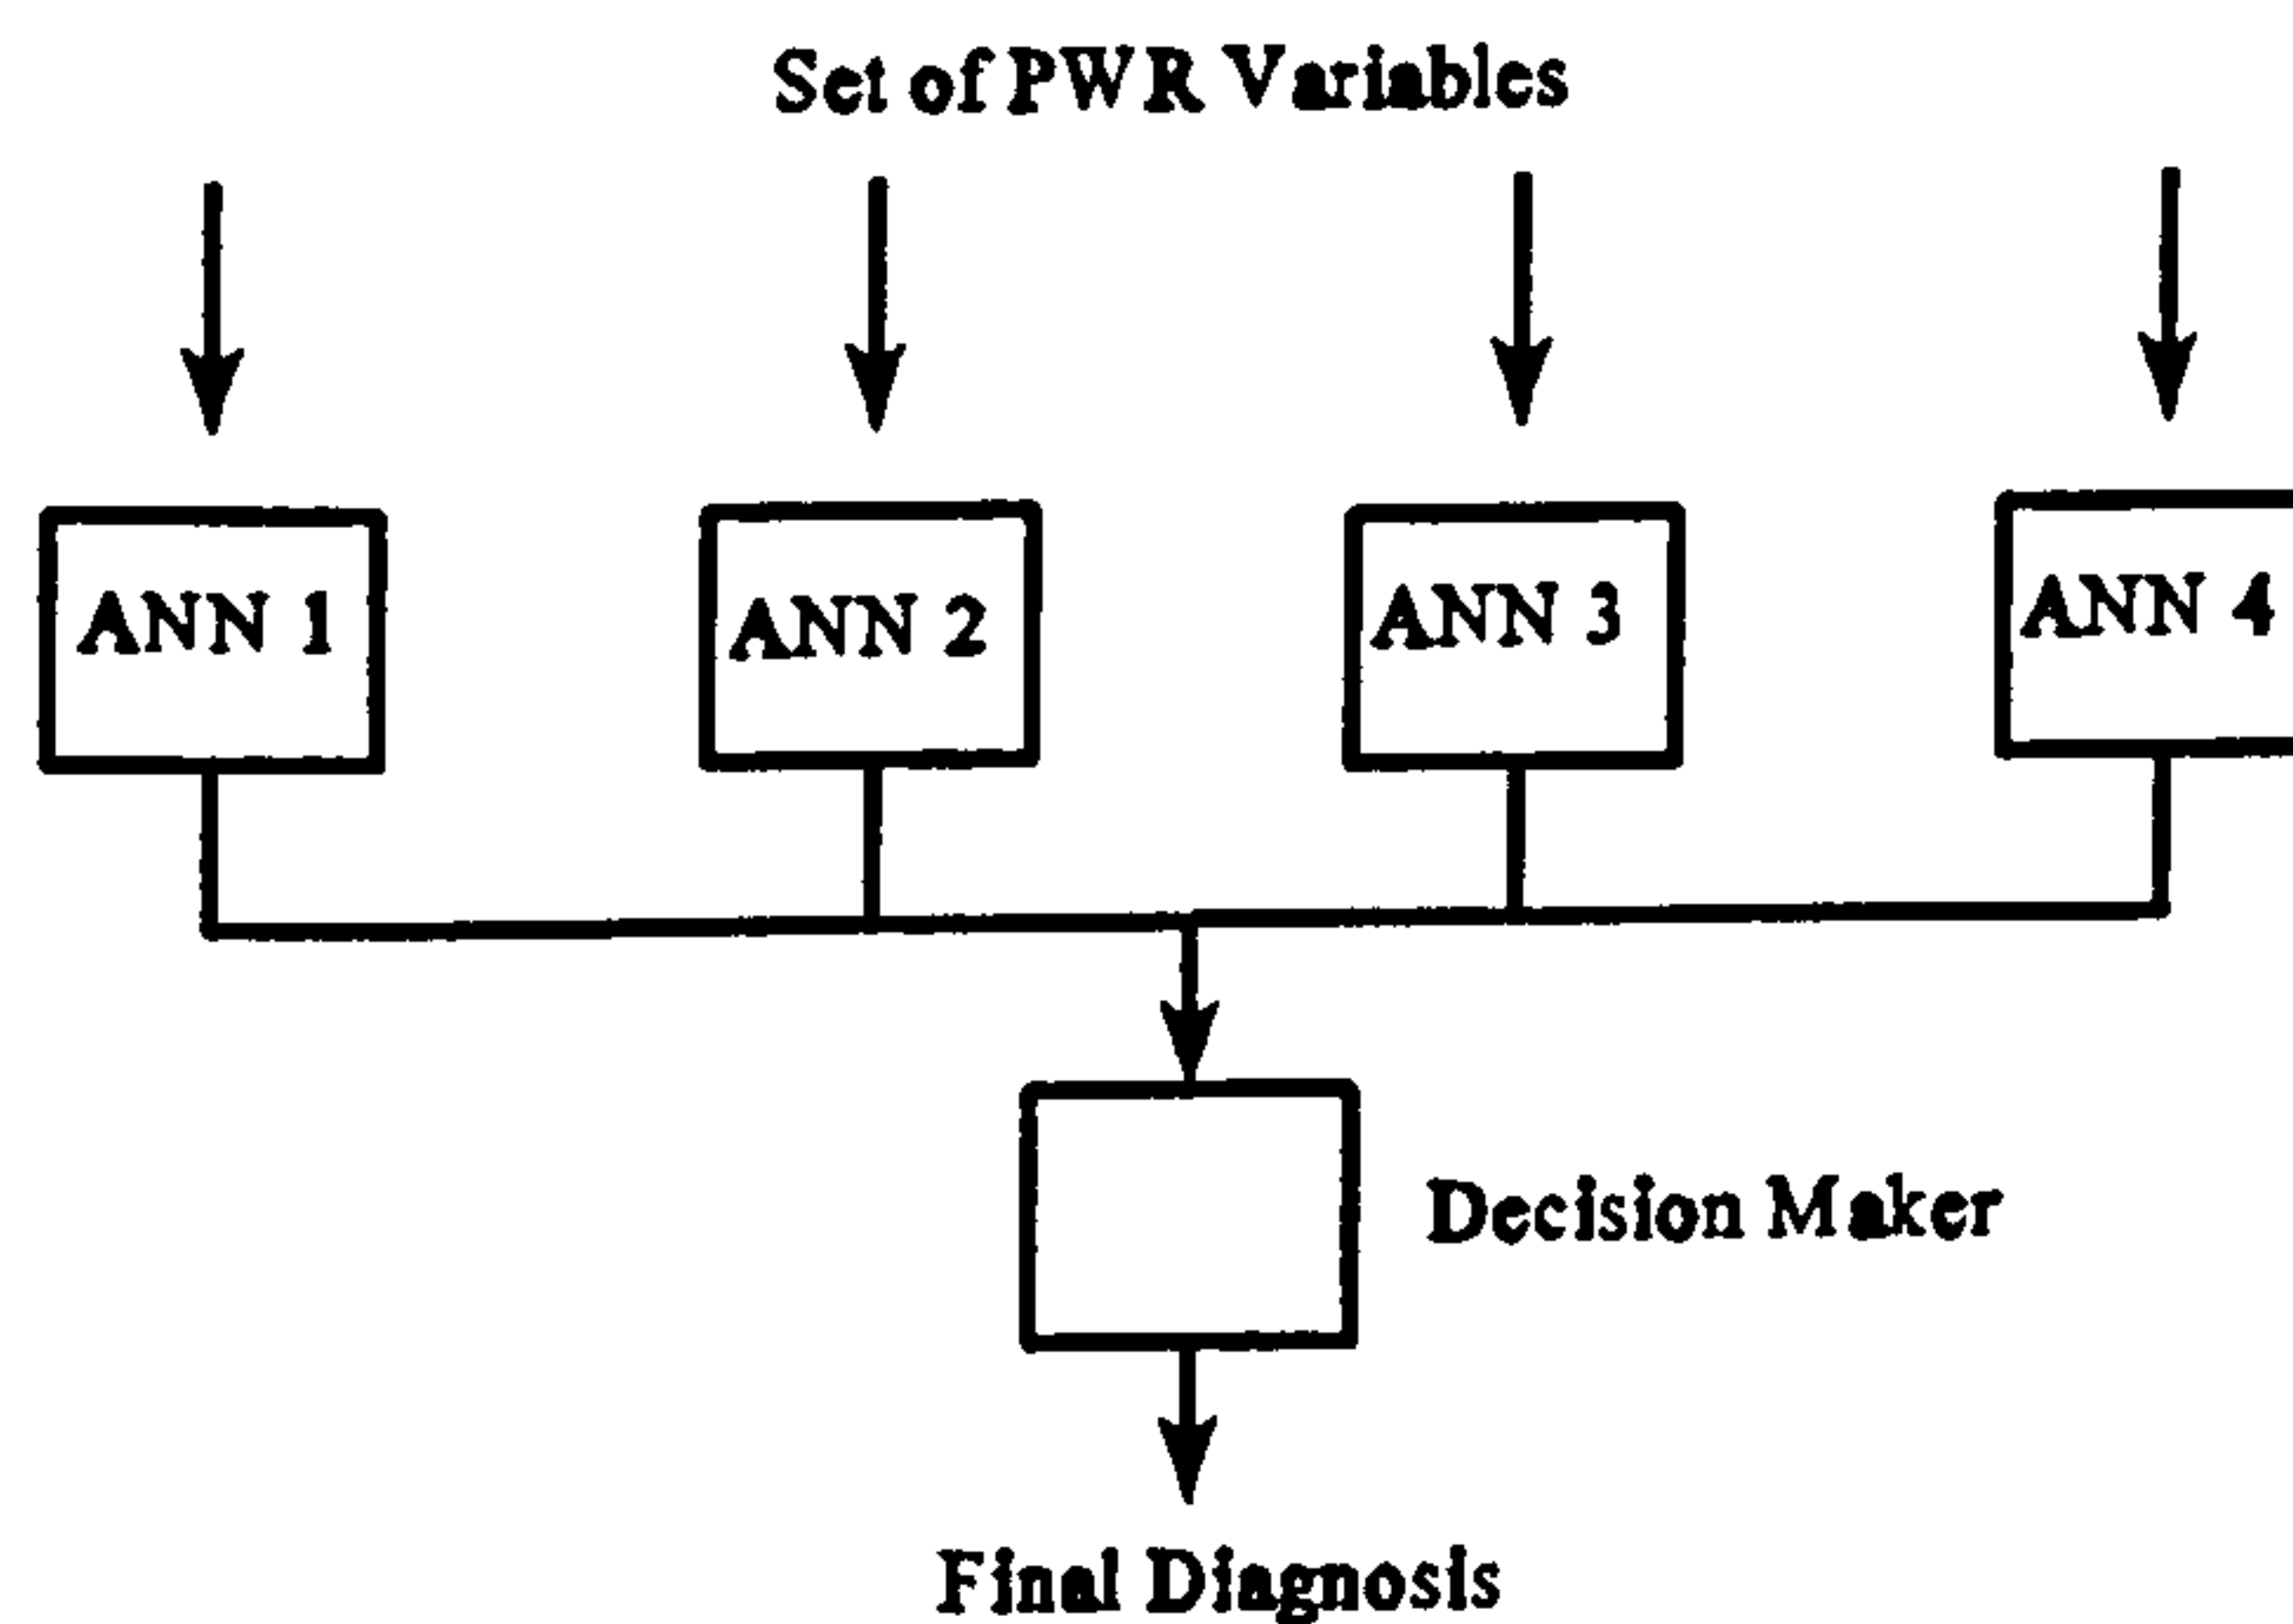 Set of PWR Variables
ANN 1
ANN 2
ANN 3
ANN 4
Decision Maker
Final Diagnosis